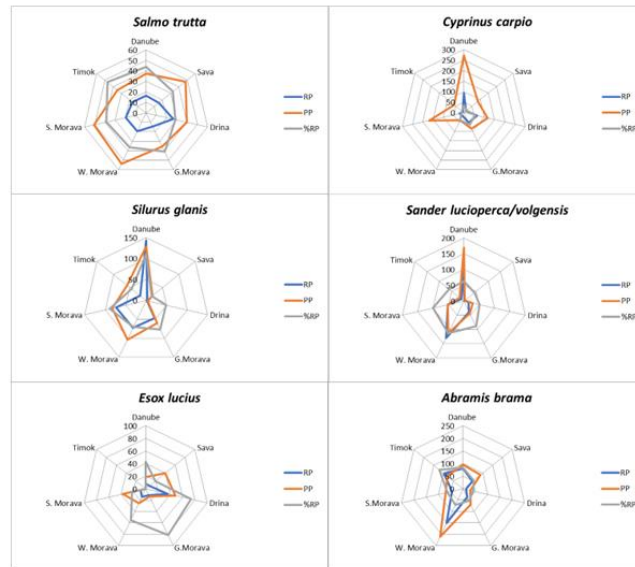 Salmo trutta
Danube
60
50
40
30
20
10
0
Sava
Drina
G.Morava
W. Morava
S. Morava
Timok
RP
PP
%RP
Cyprinus carpio
Danube
300
250
200
150
100
50
0
Sava
Drina
G.Morava
W. Morava
S. Morava
Timok
RP
PP
%RP
Silurus glanis
Danube
150
100
50
0
Sava
Drina
G.Morava
W. Morava
S. Morava
Timok
RP
PP
%RP
Sander lucioperca/volgensis
Danube
200
150
100
50
0
Sava
Drina
G.Morava
W. Morava
S. Morava
Timok
RP
PP
%RP
Esox lucius
Danube
100
80
60
40
20
0
Sava
Drina
G.Morava
W. Morava
S. Morava
Timok
RP
PP
%RP
Abramis brama
Danube
250
200
150
100
50
0
Sava
Drina
G.Morava
W. Morava
S. Morava
Timok
RP
PP
%RP